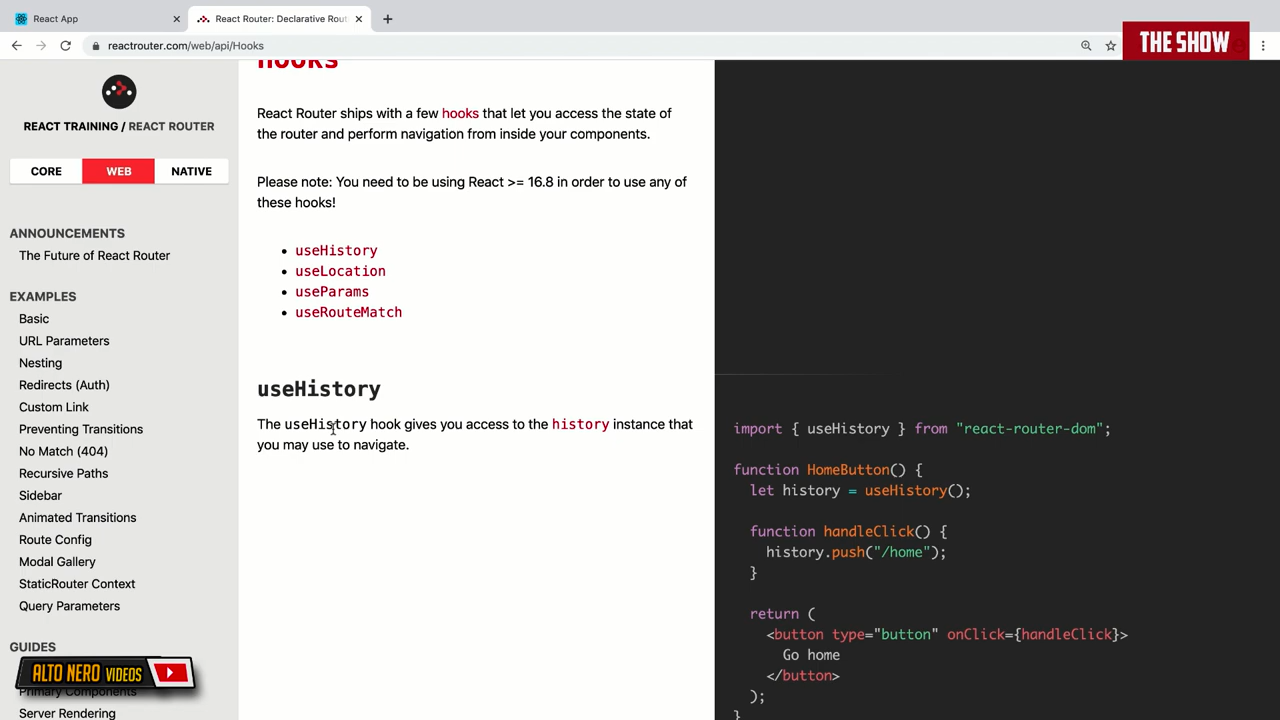 React App
React Router: Declarative Rout
reactrouter.com/web/api/Hooks
THE SHOW
REACT TRAINING / REACT ROUTER
CORE
WEB
NATIVE
ANNOUNCEMENTS
The Future of React Router
EXAMPLES
Basic
URL Parameters
Nesting
Redirects (Auth)
Custom Link
Preventing Transitions
No Match (404)
Recursive Paths
Sidebar
Animated Transitions
Route Config
Modal Gallery
StaticRouter Context
Query Parameters
GUIDES
ALTO NERO VIDEOS
Primary Components
Server Rendering
Hooks
React Router ships with a few hooks that let you access the state of
the router and perform navigation from inside your components.
Please note: You need to be using React >= 16.8 in order to use any of
these hooks!
• useHistory
• useLocation
• useParams
• useRouteMatch
useHistory
The useHistory hook gives you access to the history instance that
you may use to navigate.
import { useHistory } from "react-router-dom";
function HomeButton() {
let history = useHistory();
function handleClick() {
history.push("/home");
}
return (
<button type="button" onClick={handleClick}>
Go home
</button>
);
}